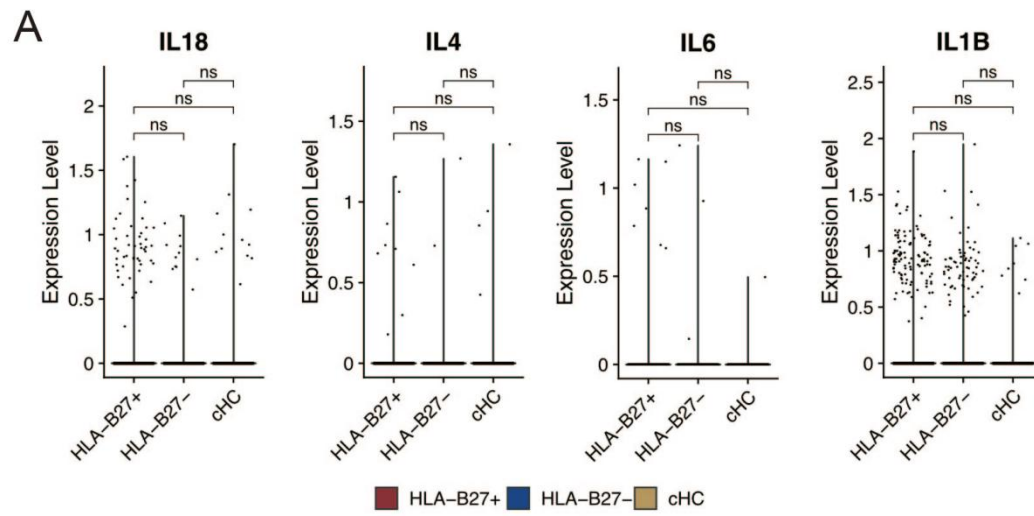 A
IL18
IL4
IL6
IL1B
Expression Level
2
1.5
1
0.5
0
ns
ns
ns
HLA−B27+
HLA−B27−
cHC
Expression Level
1.5
1
0.5
0
ns
ns
ns
HLA−B27+
HLA−B27−
cHC
Expression Level
1.5
1
0.5
0
ns
ns
ns
HLA−B27+
HLA−B27−
cHC
Expression Level
2.5
2
1.5
1
0.5
0
ns
ns
ns
HLA−B27+
HLA−B27−
cHC
HLA−B27+ HLA−B27− cHC